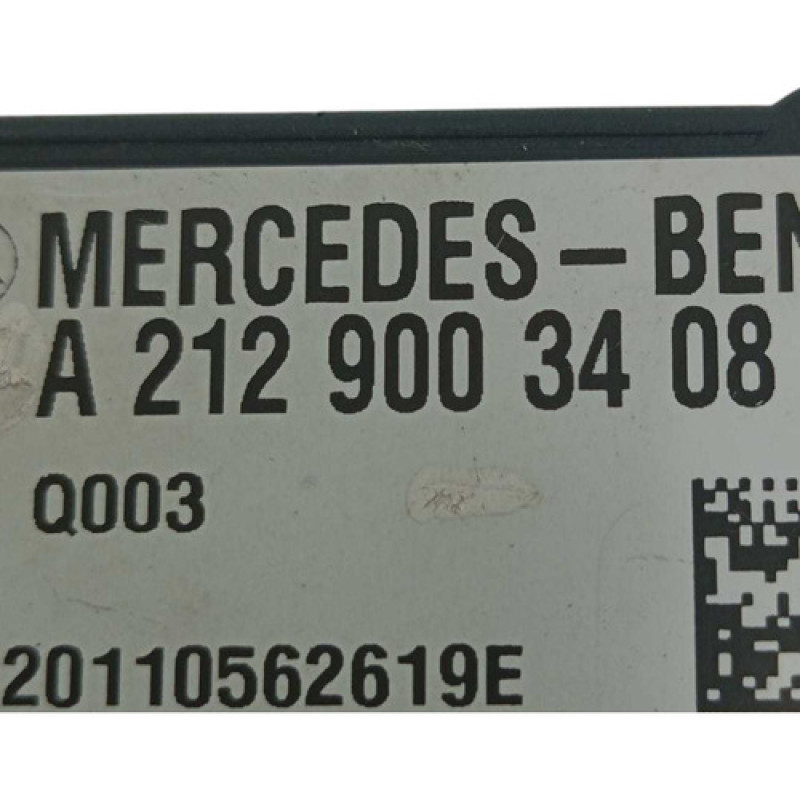 MERCEDES-BEN
A 212 900 34 08
Q003
20110562619E